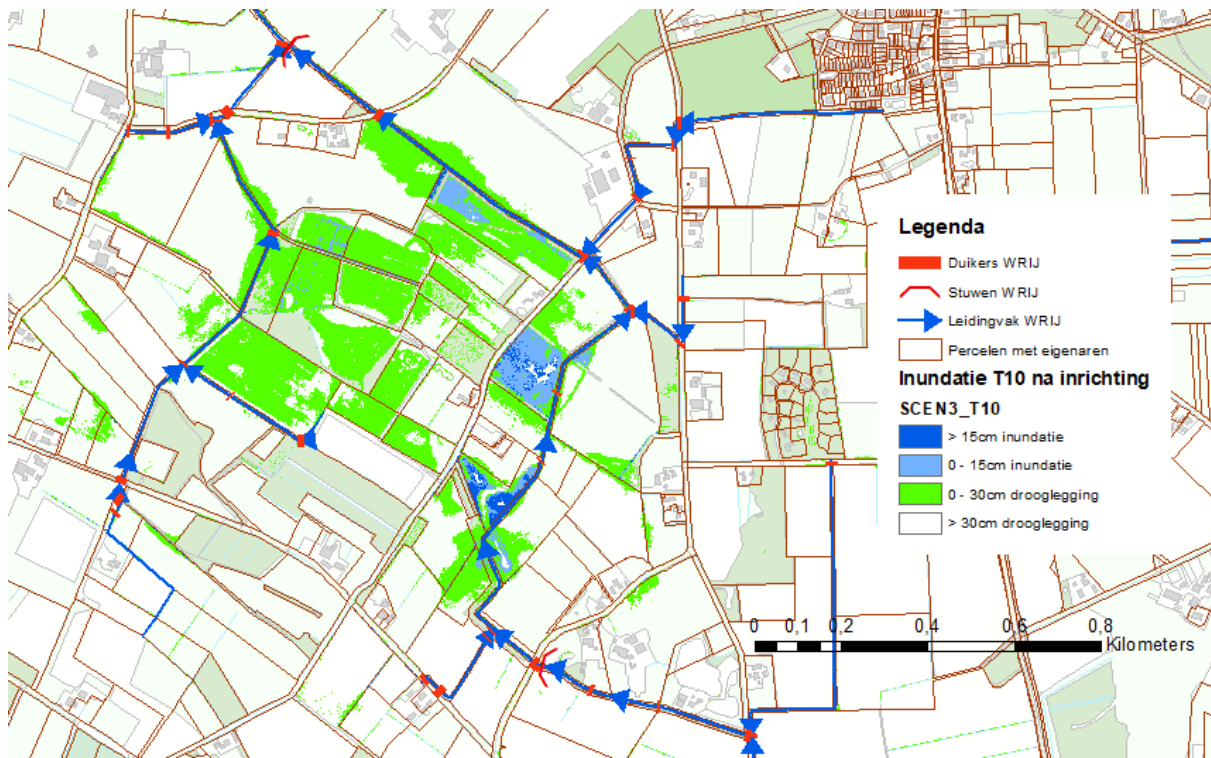 Legenda
Duikers WRIJ
Stuwen WRIJ
Leidingvak WRIJ
Percelen met eigenaren
Inundatie T10 na inrichting
SCEN3_T10
> 15cm inundatie
0 - 15cm inundatie
0 - 30cm drooglegging
> 30cm drooglegging
0 0,1 0,2 0,4 0,6 0,8
Kilometers